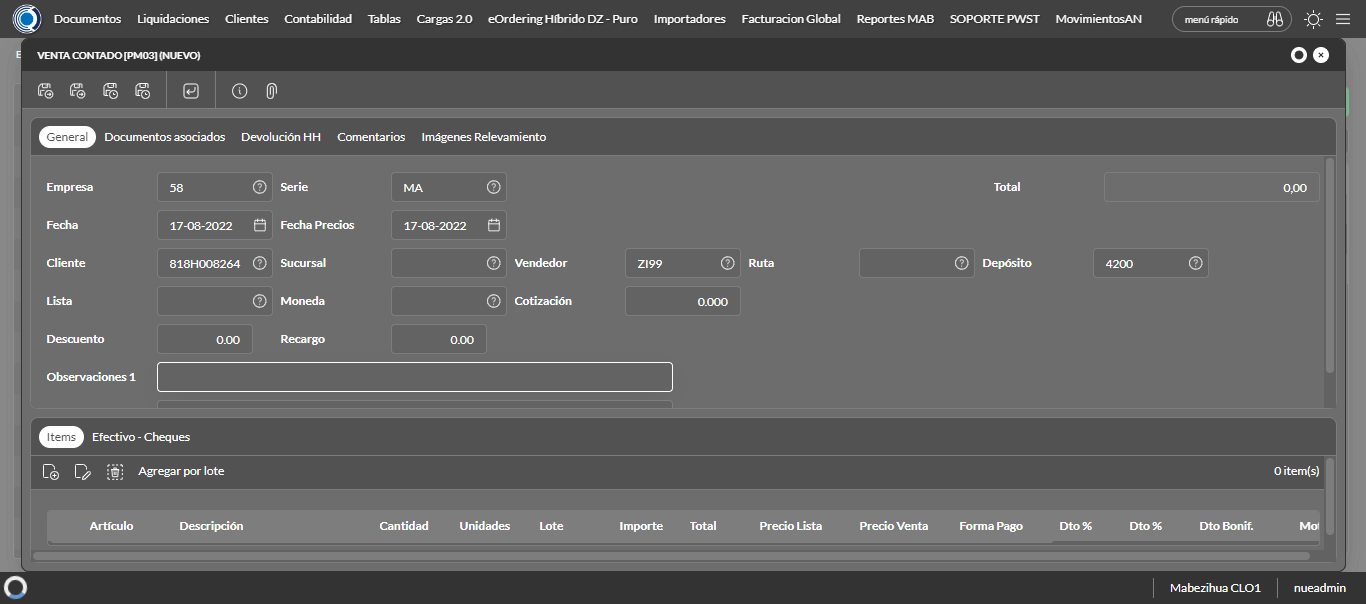 Documentos Liquidaciones Clientes Contabilidad Tablas Cargas 2.0 eOrdering Híbrido DZ - Puro Importadores Facturacion Global Reportes MAB SOPORTE PWST MovimientosAN menú rápido
VENTA CONTADO [PM03] (NUEVO)
General Documentos asociados Devolución HH Comentarios Imágenes Relevamiento
Empresa 58 Serie MA Total 0,00
Fecha 17-08-2022 Fecha Precios 17-08-2022
Cliente 818H008264 Sucursal Vendedor ZI99 Ruta Depósito 4200
Lista Moneda Cotización 0.000
Descuento 0.00 Recargo 0.00
Observaciones 1
Items Efectivo - Cheques
Agregar por lote 0 item(s)
Artículo Descripción Cantidad Unidades Lote Importe Total Precio Lista Precio Venta Forma Pago Dto % Dto % Dto Bonif. Mot
Mabezihua CLO1 nueadmin